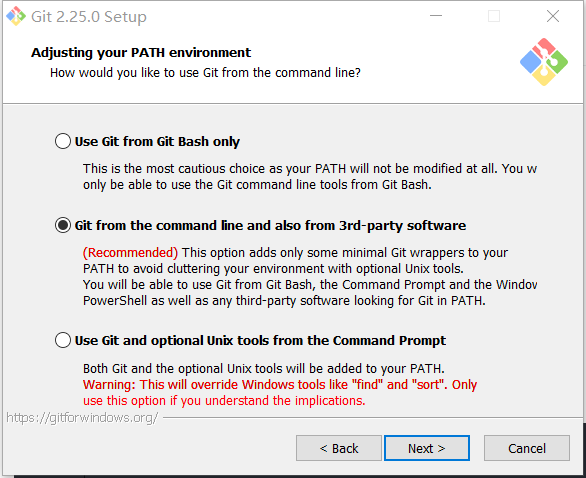 Git 2.25.0 Setup
Adjusting your PATH environment
How would you like to use Git from the command line?
Use Git from Git Bash only
This is the most cautious choice as your PATH will not be modified at all. You w
only be able to use the Git command line tools from Git Bash.
Git from the command line and also from 3rd-party software
(Recommended) This option adds only some minimal Git wrappers to your
PATH to avoid cluttering your environment with optional Unix tools.
You will be able to use Git from Git Bash, the Command Prompt and the Window
PowerShell as well as any third-party software looking for Git in PATH.
Use Git and optional Unix tools from the Command Prompt
Both Git and the optional Unix tools will be added to your PATH.
Warning: This will override Windows tools like "find" and "sort". Only
use this option if you understand the implications.
https://gitforwindows.org/
< Back
Next >
Cancel